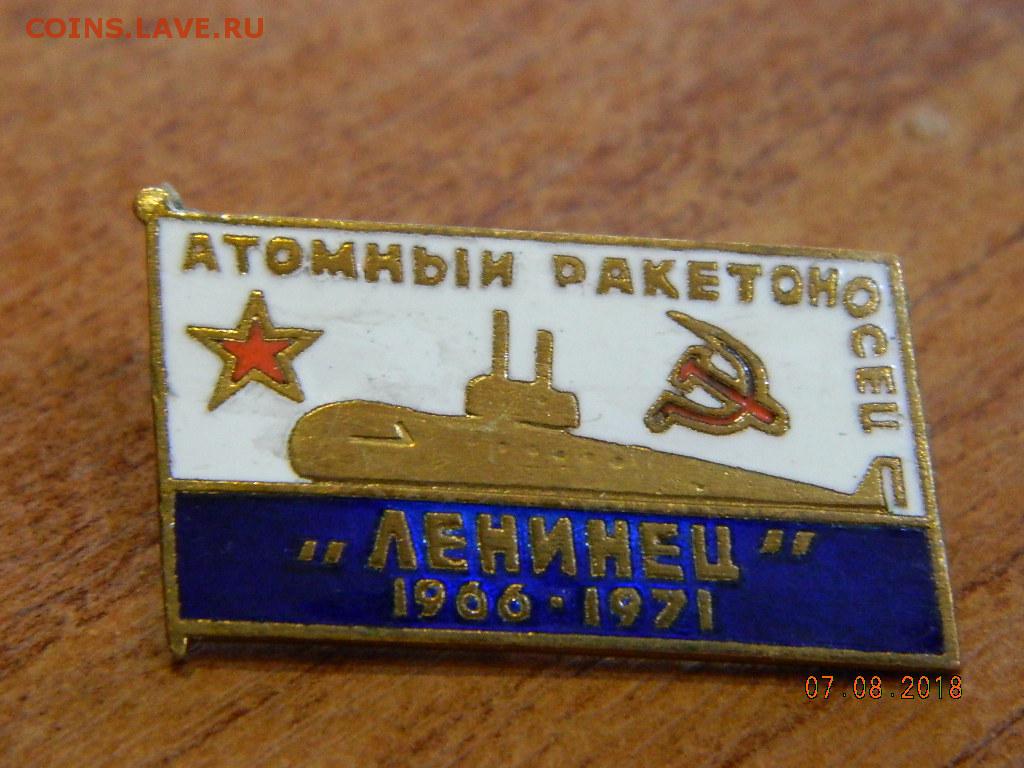 COINS.LAVE.RU
АТОМНЫЙ РАКЕТОНОСЕЦ
"ЛЕНИНЕЦ"
1966·1971
07.08.2018